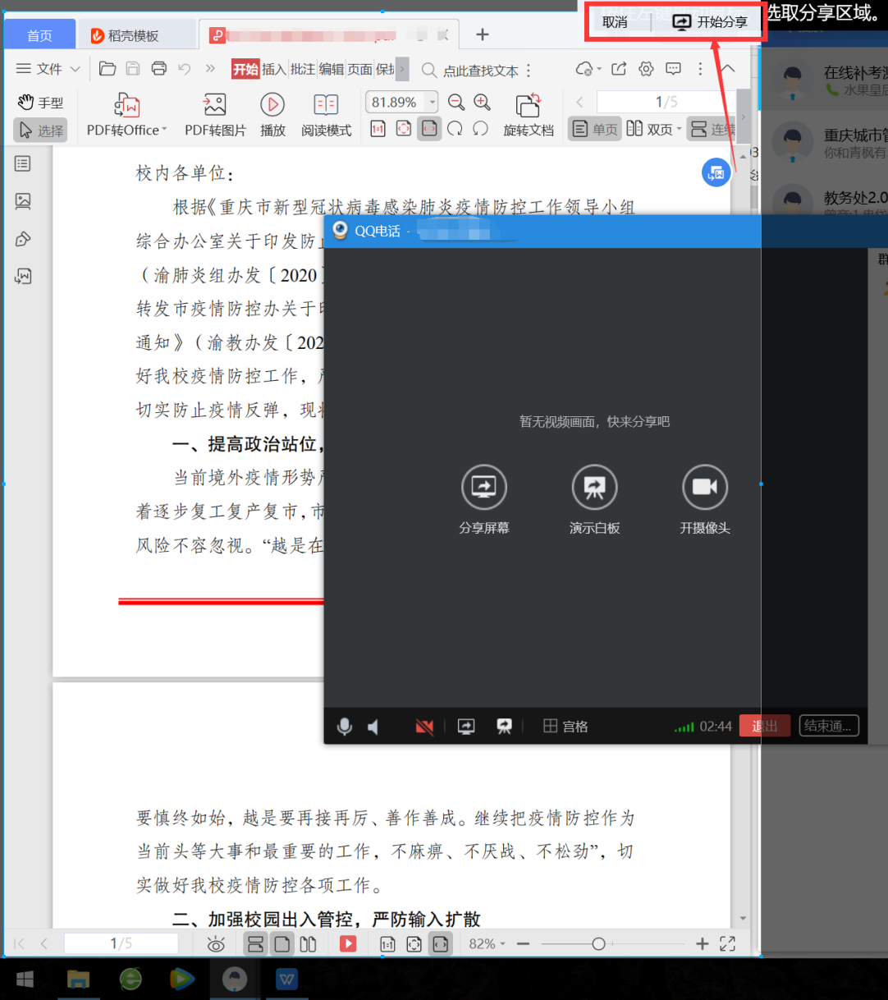 取消
开始分享
选取分享区域。
首页
稻壳模板
文件
开始 插入 批注 编辑 页面
点此查找文本
在线补考
水果皇后
手型
81.89%
1/5
选择
PDF转Office
PDF转图片
播放
阅读模式
旋转文档
单页
双页
连续
重庆城市管
你和青枫有
校内各单位：
教务处2.0
根据《重庆市新型冠状病毒感染肺炎疫情防控工作领导小组
QQ电话 -
综合办公室关于印发防止
（渝肺炎组办发〔2020〕
群
转发市疫情防控办关于印
通知》（渝教办发〔202
好我校疫情防控工作，严
切实防止疫情反弹，现将
暂无视频画面，快来分享吧
一、提高政治站位，
当前境外疫情形势严
着逐步复工复产复市，市
分享屏幕
演示白板
开摄像头
风险不容忽视。“越是在
宫格
02:44
退出
结束通...
要慎终如始，越是要再接再厉、善作善成。继续把疫情防控作为
当前头等大事和最重要的工作，不麻痹、不厌战、不松劲”，切
实做好我校疫情防控各项工作。
二、加强校园出入管控，严防输入扩散
1/5
82%